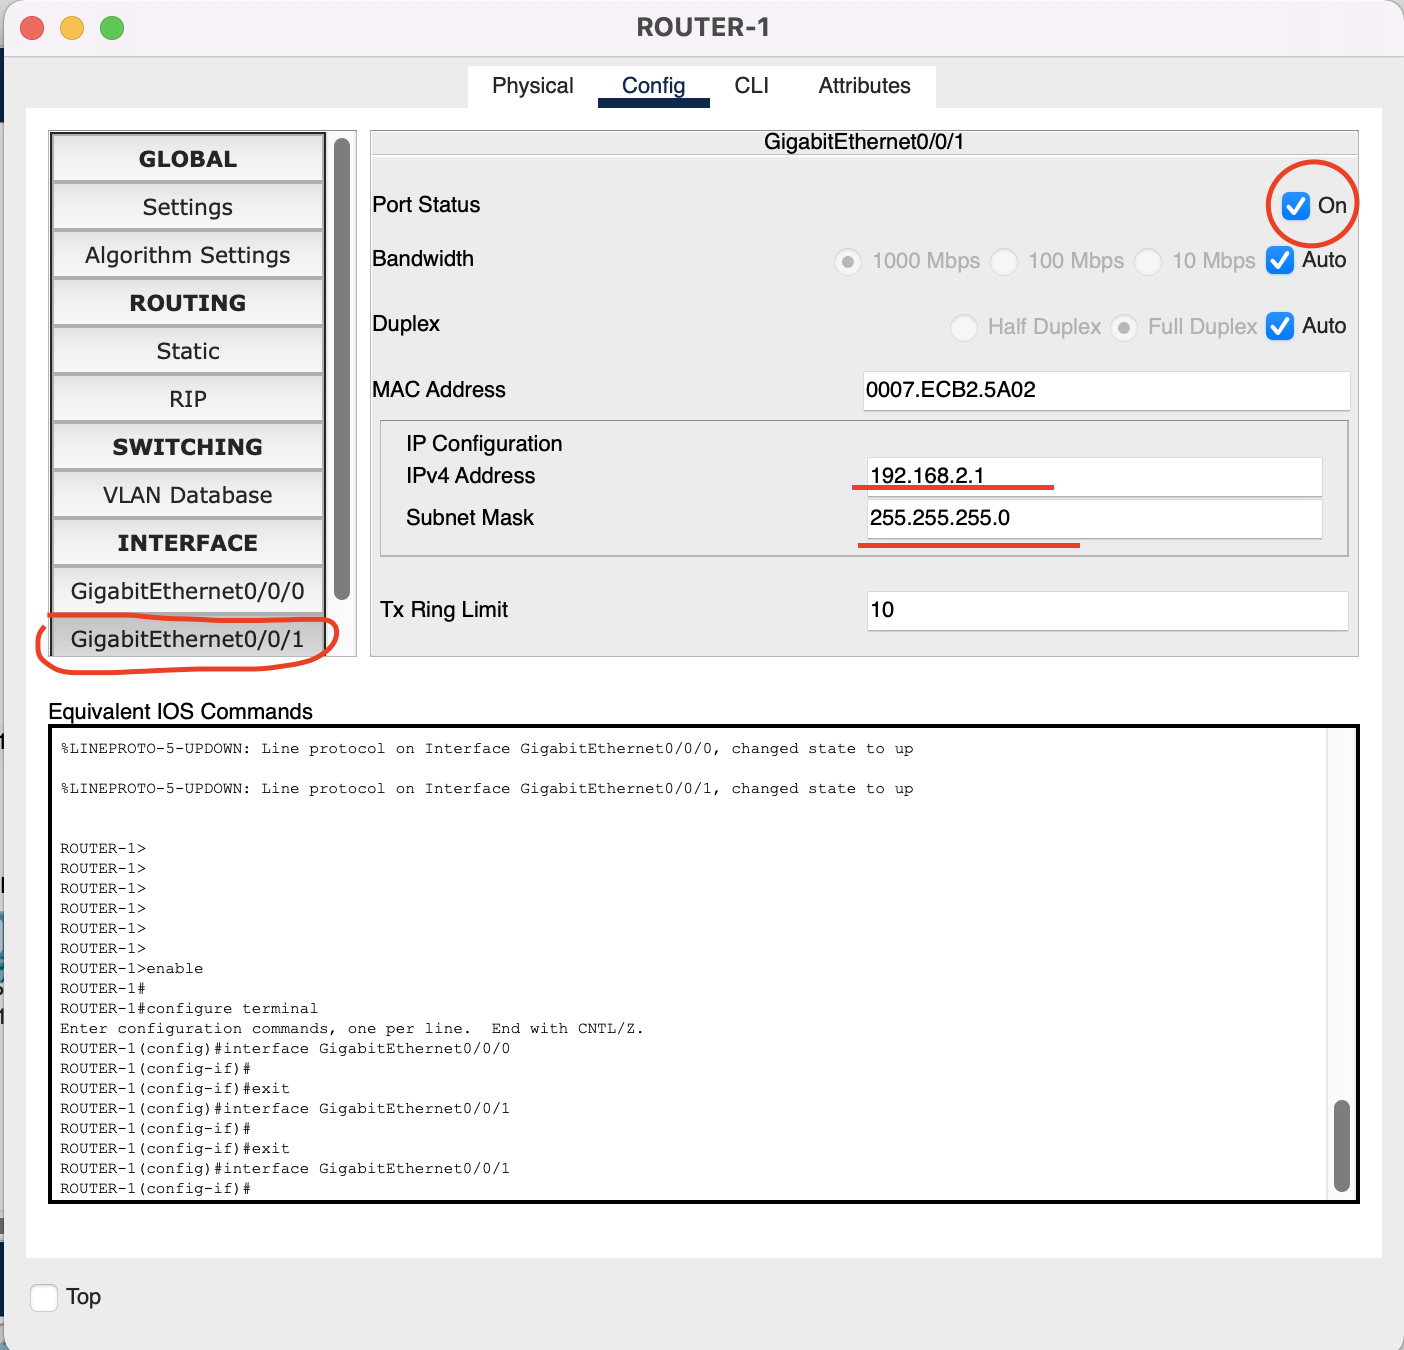 ROUTER-1
Physical Config CLI Attributes
GLOBAL
Settings
Algorithm Settings
ROUTING
Static
RIP
SWITCHING
VLAN Database
INTERFACE
GigabitEthernet0/0/0
GigabitEthernet0/0/1
GigabitEthernet0/0/1
Port Status On
Bandwidth 1000 Mbps 100 Mbps 10 Mbps Auto
Duplex Half Duplex Full Duplex Auto
MAC Address 0007.ECB2.5A02
IP Configuration
IPv4 Address 192.168.2.1
Subnet Mask 255.255.255.0
Tx Ring Limit 10
Equivalent IOS Commands
%LINEPROTO-5-UPDOWN: Line protocol on Interface GigabitEthernet0/0/0, changed state to up
%LINEPROTO-5-UPDOWN: Line protocol on Interface GigabitEthernet0/0/1, changed state to up
ROUTER-1>
ROUTER-1>
ROUTER-1>
ROUTER-1>
ROUTER-1>
ROUTER-1>
ROUTER-1>enable
ROUTER-1#
ROUTER-1#configure terminal
Enter configuration commands, one per line. End with CNTL/Z.
ROUTER-1(config)#interface GigabitEthernet0/0/0
ROUTER-1(config-if)#
ROUTER-1(config-if)#exit
ROUTER-1(config)#interface GigabitEthernet0/0/1
ROUTER-1(config-if)#
ROUTER-1(config-if)#exit
ROUTER-1(config)#interface GigabitEthernet0/0/1
ROUTER-1(config-if)#
Top